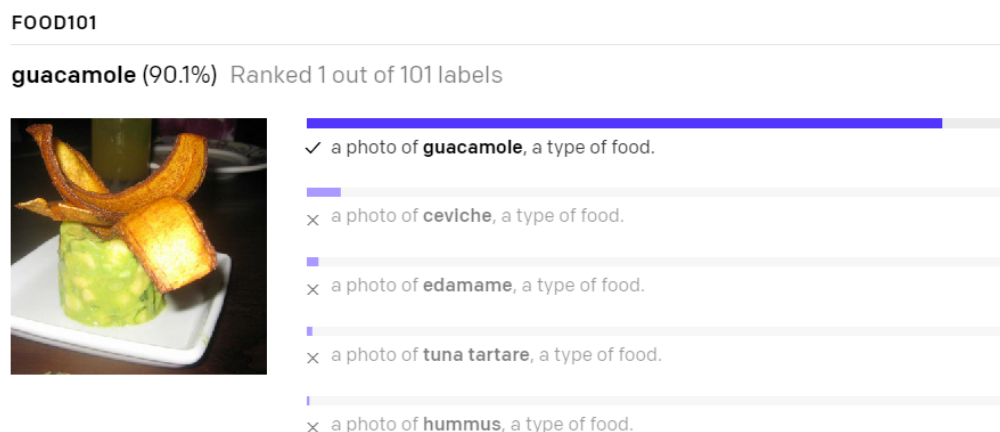 FOOD101
guacamole (90.1%) Ranked 1 out of 101 labels
✓ a photo of guacamole, a type of food.
× a photo of ceviche, a type of food.
× a photo of edamame, a type of food.
× a photo of tuna tartare, a type of food.
× a photo of hummus, a type of food.